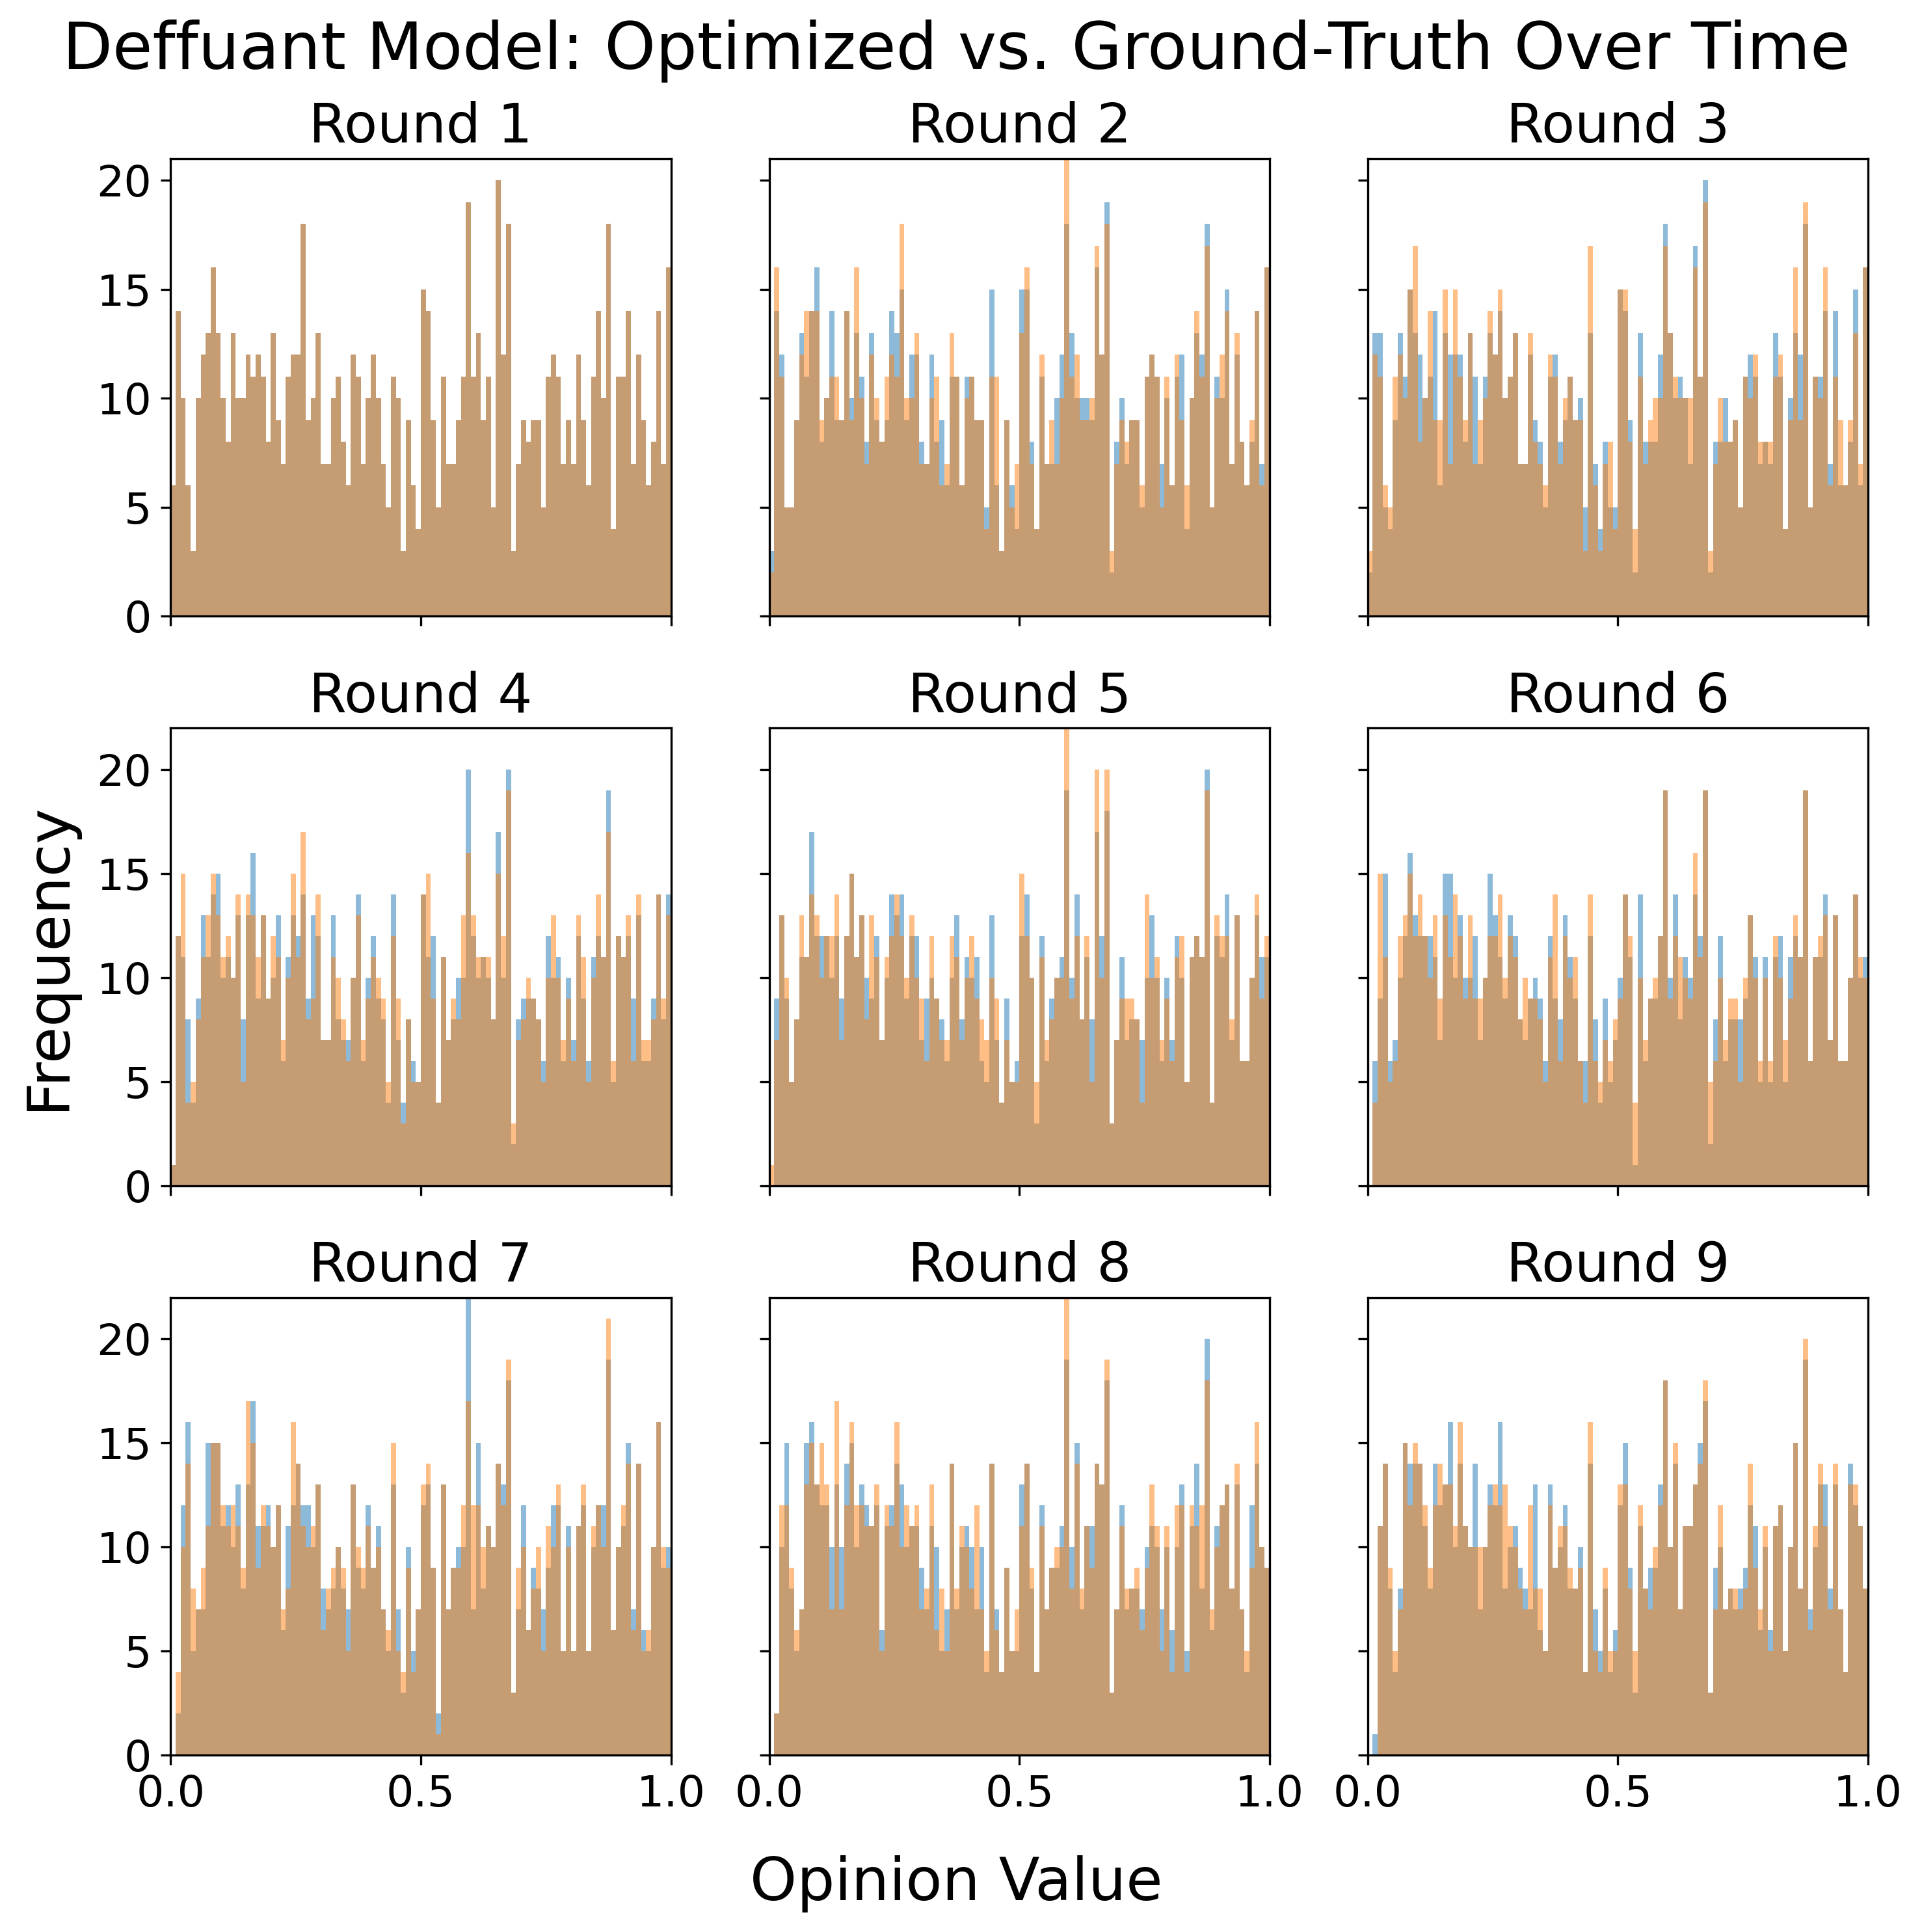 Deffuant Model: Optimized vs. Ground-Truth Over Time
Round 1
Round 2
Round 3
20
15
10
5
0
Round 4
Round 5
Round 6
Frequency
20
15
10
5
0
Round 7
Round 8
Round 9
20
15
10
5
0
0.0 0.5 1.0 0.0 0.5 1.0 0.0 0.5 1.0
Opinion Value